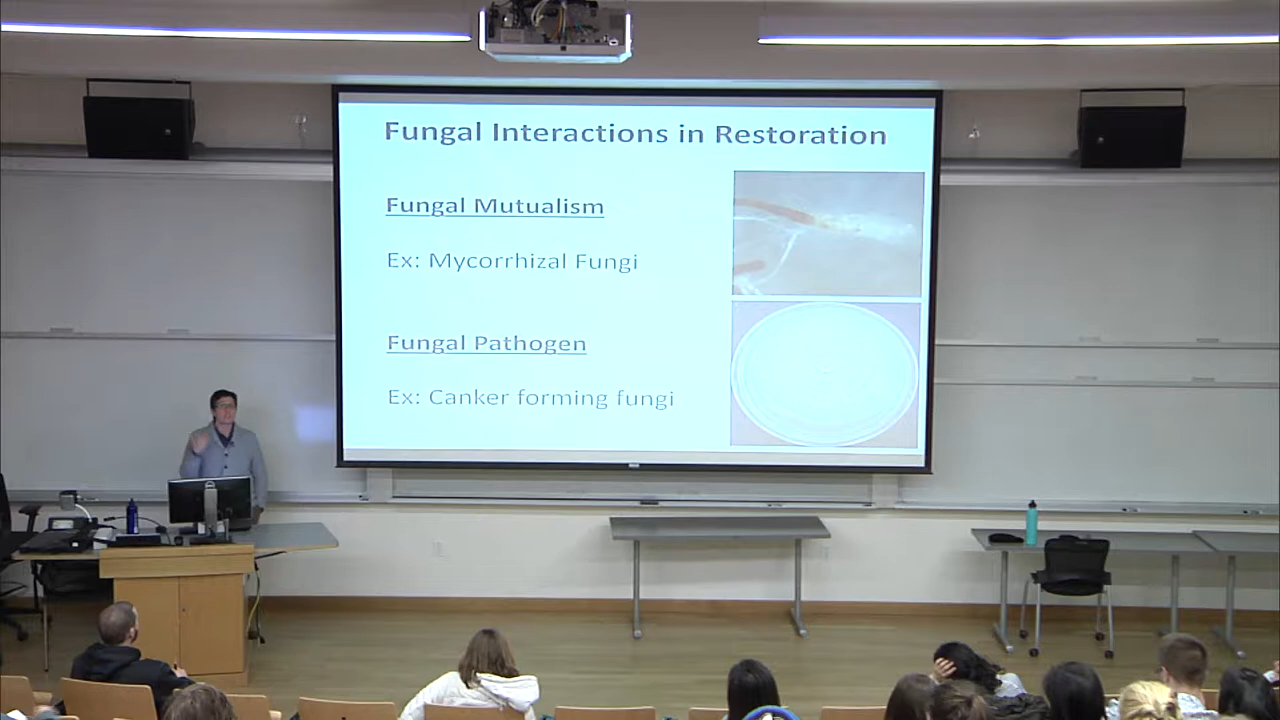 Fungal Interactions in Restoration
Fungal Mutualism
Ex: Mycorrhizal Fungi
Fungal Pathogen
Ex: Canker forming fungi